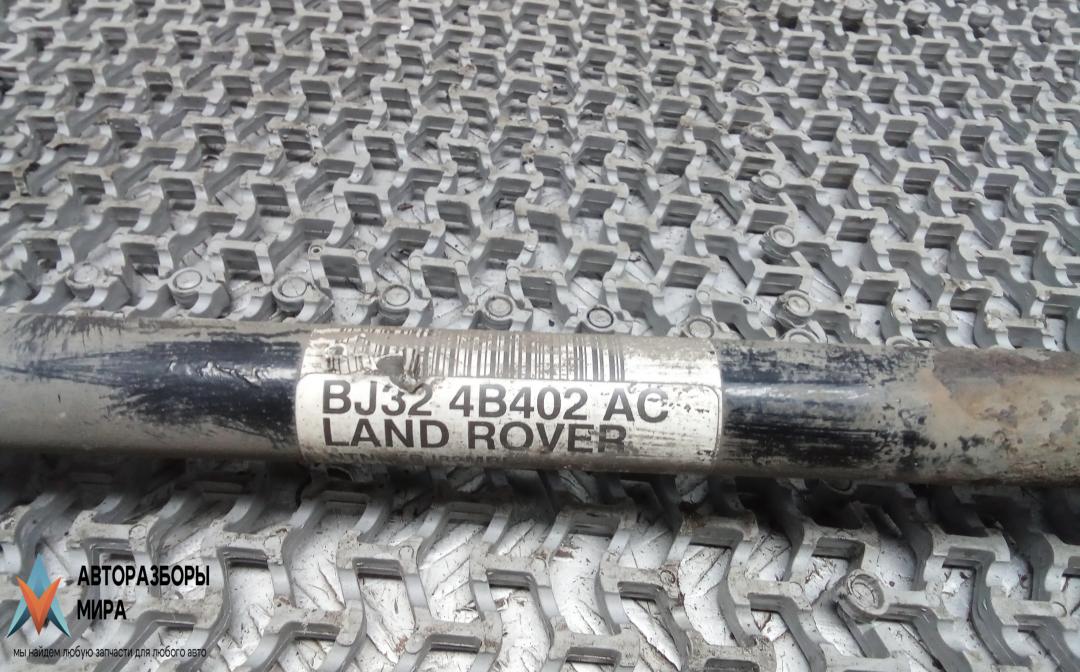 BJ32 4B402 AC
LAND ROVER
АВТОРАЗБОРЫ
МИРА
мы найдем любую запчасти для любого авто